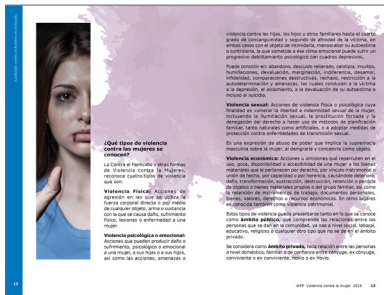 ¿Qué tipos de violencia
contra las mujeres se
conocen?
La Contra el Femicidio y otras formas
de Violencia contra la Mujeres,
reconoce cuatro tipos de violencia
que son:
Violencia Física: Acciones de
agresión en las que se utiliza la
fuerza corporal directa o por medio
de cualquier objeto, arma o sustancia
con la que se causa daño, sufrimiento
físico, lesiones o enfermedad a una
mujer.
Violencia psicológica o emocional:
Acciones que pueden producir daño o
sufrimiento, psicológico o emocional
a una mujer, a sus hijas o a sus hijos,
así como las acciones, amenazas o
14
violencia contra las hijas, los hijos u otros familiares hasta el cuarto
grado de consanguinidad y segundo de afinidad de la víctima, en
ambos casos con el objeto de intimidarla, menoscabar su autoestima
o controlarla, la que sometida a ese clima emocional puede sufrir un
progresivo debilitamiento psicológico con cuadros depresivos.
Puede consistir en: abandono, descuido reiterado, celotipia, insultos,
humillaciones, devaluación, marginación, indiferencia, desamor,
infidelidad, comparaciones destructivas, rechazo, restricción a la
autodeterminación y amenazas, las cuales conducen a la víctima
a la depresión, al aislamiento, a la devaluación de su autoestima e
incluso al suicidio.
Violencia sexual: Acciones de violencia física o psicológica cuya
finalidad es vulnerar la libertad e indemnidad sexual de la mujer,
incluyendo la humillación sexual, la prostitución forzada y la
denegación del derecho a hacer uso de métodos de planificación
familiar, tanto naturales como artificiales, o a adoptar medidas de
protección contra enfermedades de transmisión sexual.
Es una expresión de abuso de poder que implica la supremacía
masculina sobre la mujer, al denigrarla y concebirla como objeto.
Violencia económica: Acciones u omisiones que repercuten en el
uso, goce, disponibilidad o accesibilidad de una mujer a los bienes
materiales que le pertenecen por derecho, por vínculo matrimonial o
unión de hecho, por capacidad o por herencia, causándole deterioro,
daño, transformación, sustracción, destrucción, retención o pérdida
de objetos o bienes materiales propios o del grupo familiar, así como
la retención de instrumentos de trabajo, documentos personales,
bienes, valores, derechos o recursos económicos. En otros lugares
es conocida también como violencia patrimonial.
Estos tipos de violencia pueden presentarse tanto en lo que se conoce
como ámbito público, que comprende las relaciones entre las
personas que se dan en la comunidad, ya sea a nivel social, laboral,
educativo, religioso o cualquier otro tipo que no se de en el ámbito
privado.
Se considera como ámbito privado, toda relación entre las personas
a nivel doméstico, familiar o de confianza entre cónyuge, ex cónyuge,
conviviente o ex conviviente, novio o ex novio.
MTP Violencia contra la mujer 2016 15